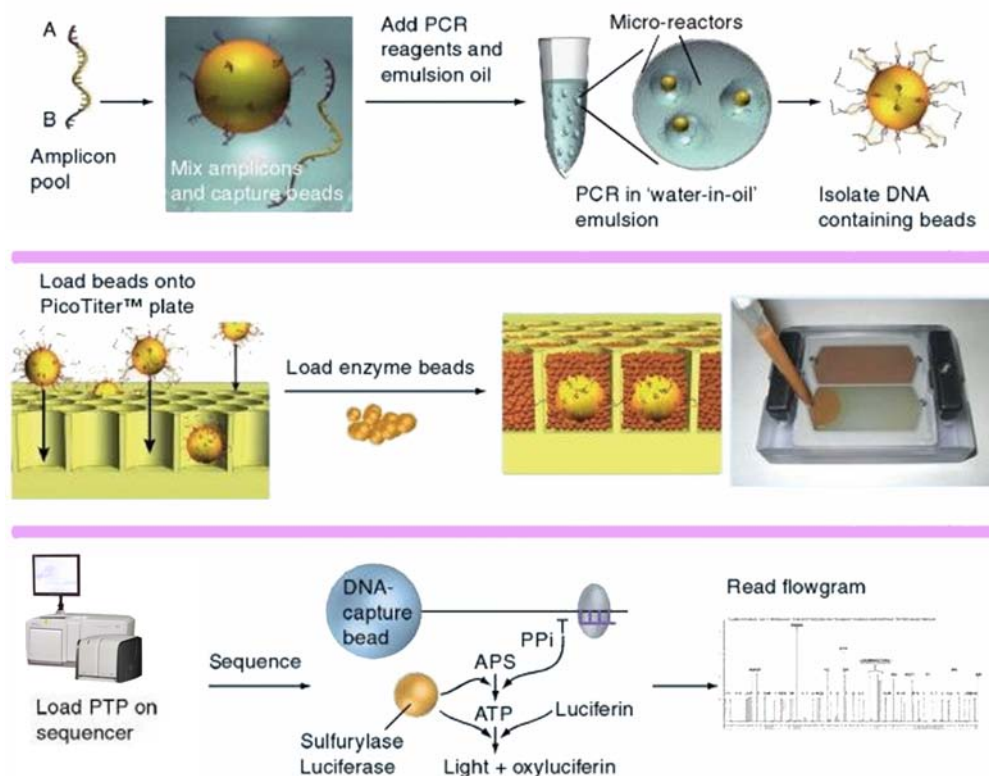 A
B
Amplicon
pool
Mix amplicons
and capture beads
Add PCR
reagents and
emulsion oil
Micro-reactors
PCR in 'water-in-oil'
emulsion
Isolate DNA
containing beads
Load beads onto
PicoTiter™ plate
Load enzyme beads
Load PTP on
sequencer
Sequence
DNA-
capture
bead
PPi
T
APS
ATP
Luciferin
Sulfurylase
Luciferase
Light + oxyluciferin
Read flowgram